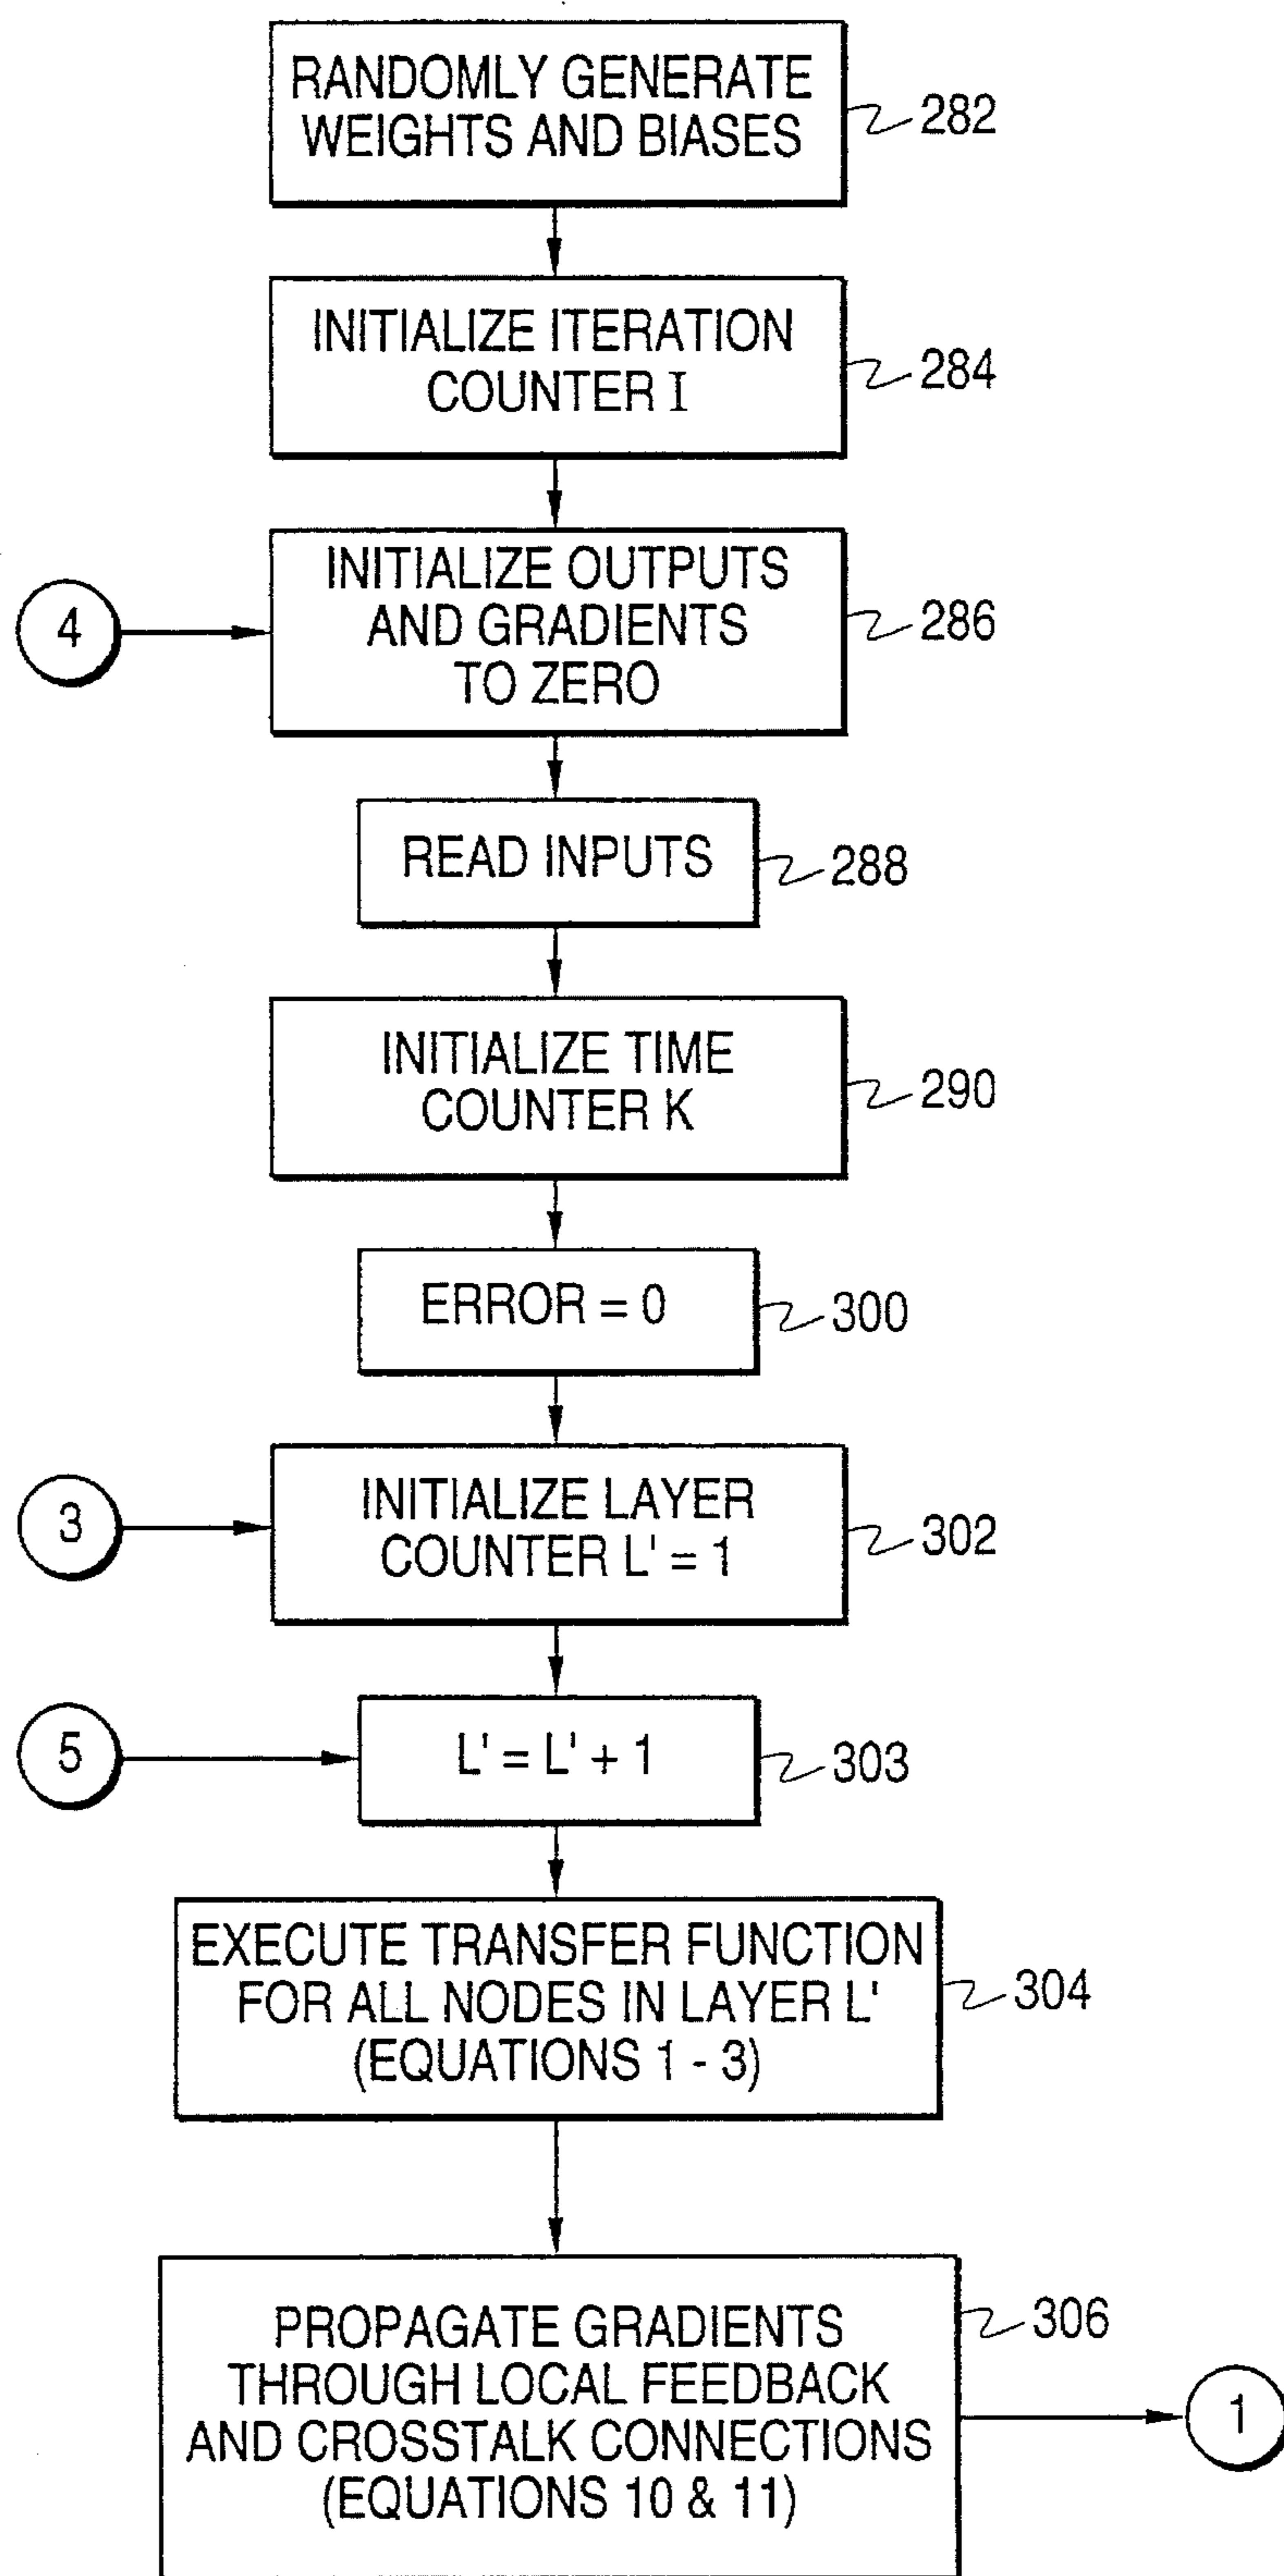 RANDOMLY GENERATE
WEIGHTS AND BIASES
282
INITIALIZE ITERATION
COUNTER I
284
4
INITIALIZE OUTPUTS
AND GRADIENTS
TO ZERO
286
READ INPUTS
288
INITIALIZE TIME
COUNTER K
290
ERROR = 0
300
3
INITIALIZE LAYER
COUNTER L' = 1
302
5
L' = L' + 1
303
EXECUTE TRANSFER FUNCTION
FOR ALL NODES IN LAYER L'
(EQUATIONS 1 - 3)
304
PROPAGATE GRADIENTS
THROUGH LOCAL FEEDBACK
AND CROSSTALK CONNECTIONS
(EQUATIONS 10 & 11)
306
1